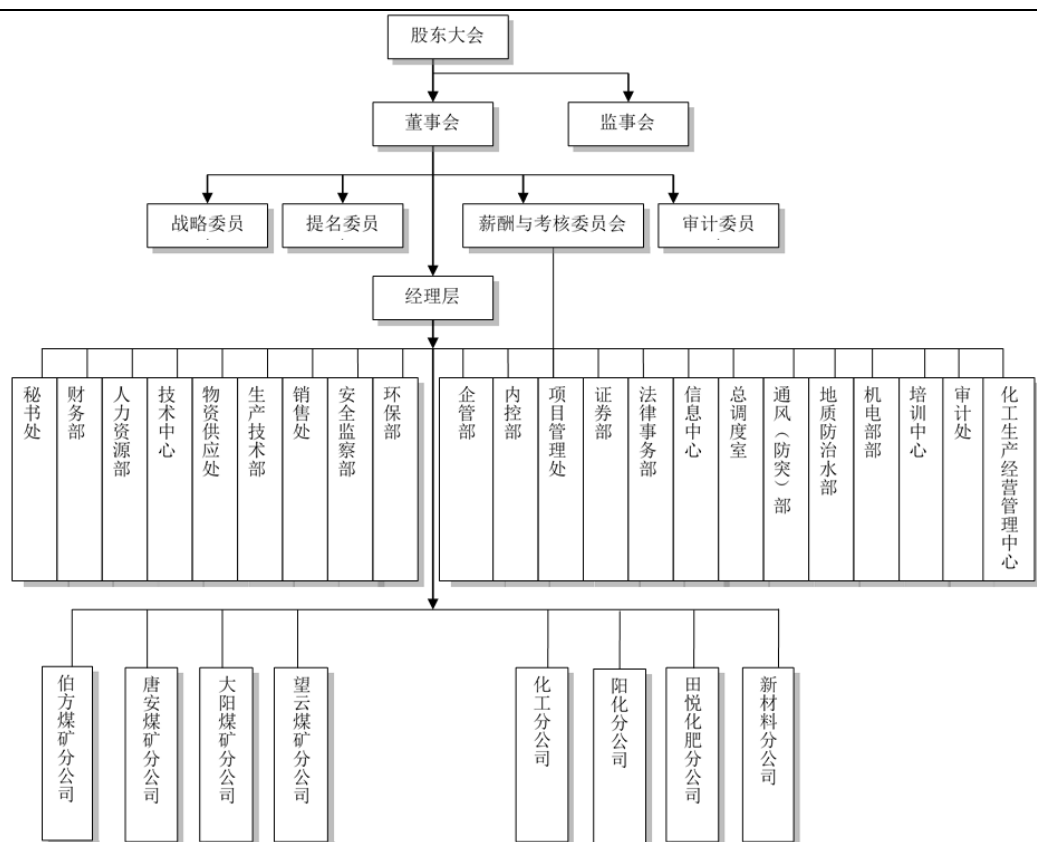 股东大会
董事会
监事会
战略委员
提名委员
薪酬与考核委员会
审计委员
经理层
秘书处
财务部
人力资源部
技术中心
物资供应处
生产技术部
销售处
安全监察部
环保部
企管部
内控部
项目管理处
证券部
法律事务部
信息中心
总调度室
通风（防突）部
地质防治水部
机电部部
培训中心
审计处
化工生产经营管理中心
伯方煤矿分公司
唐安煤矿分公司
大阳煤矿分公司
望云煤矿分公司
化工分公司
阳化分公司
田悦化肥分公司
新材料分公司